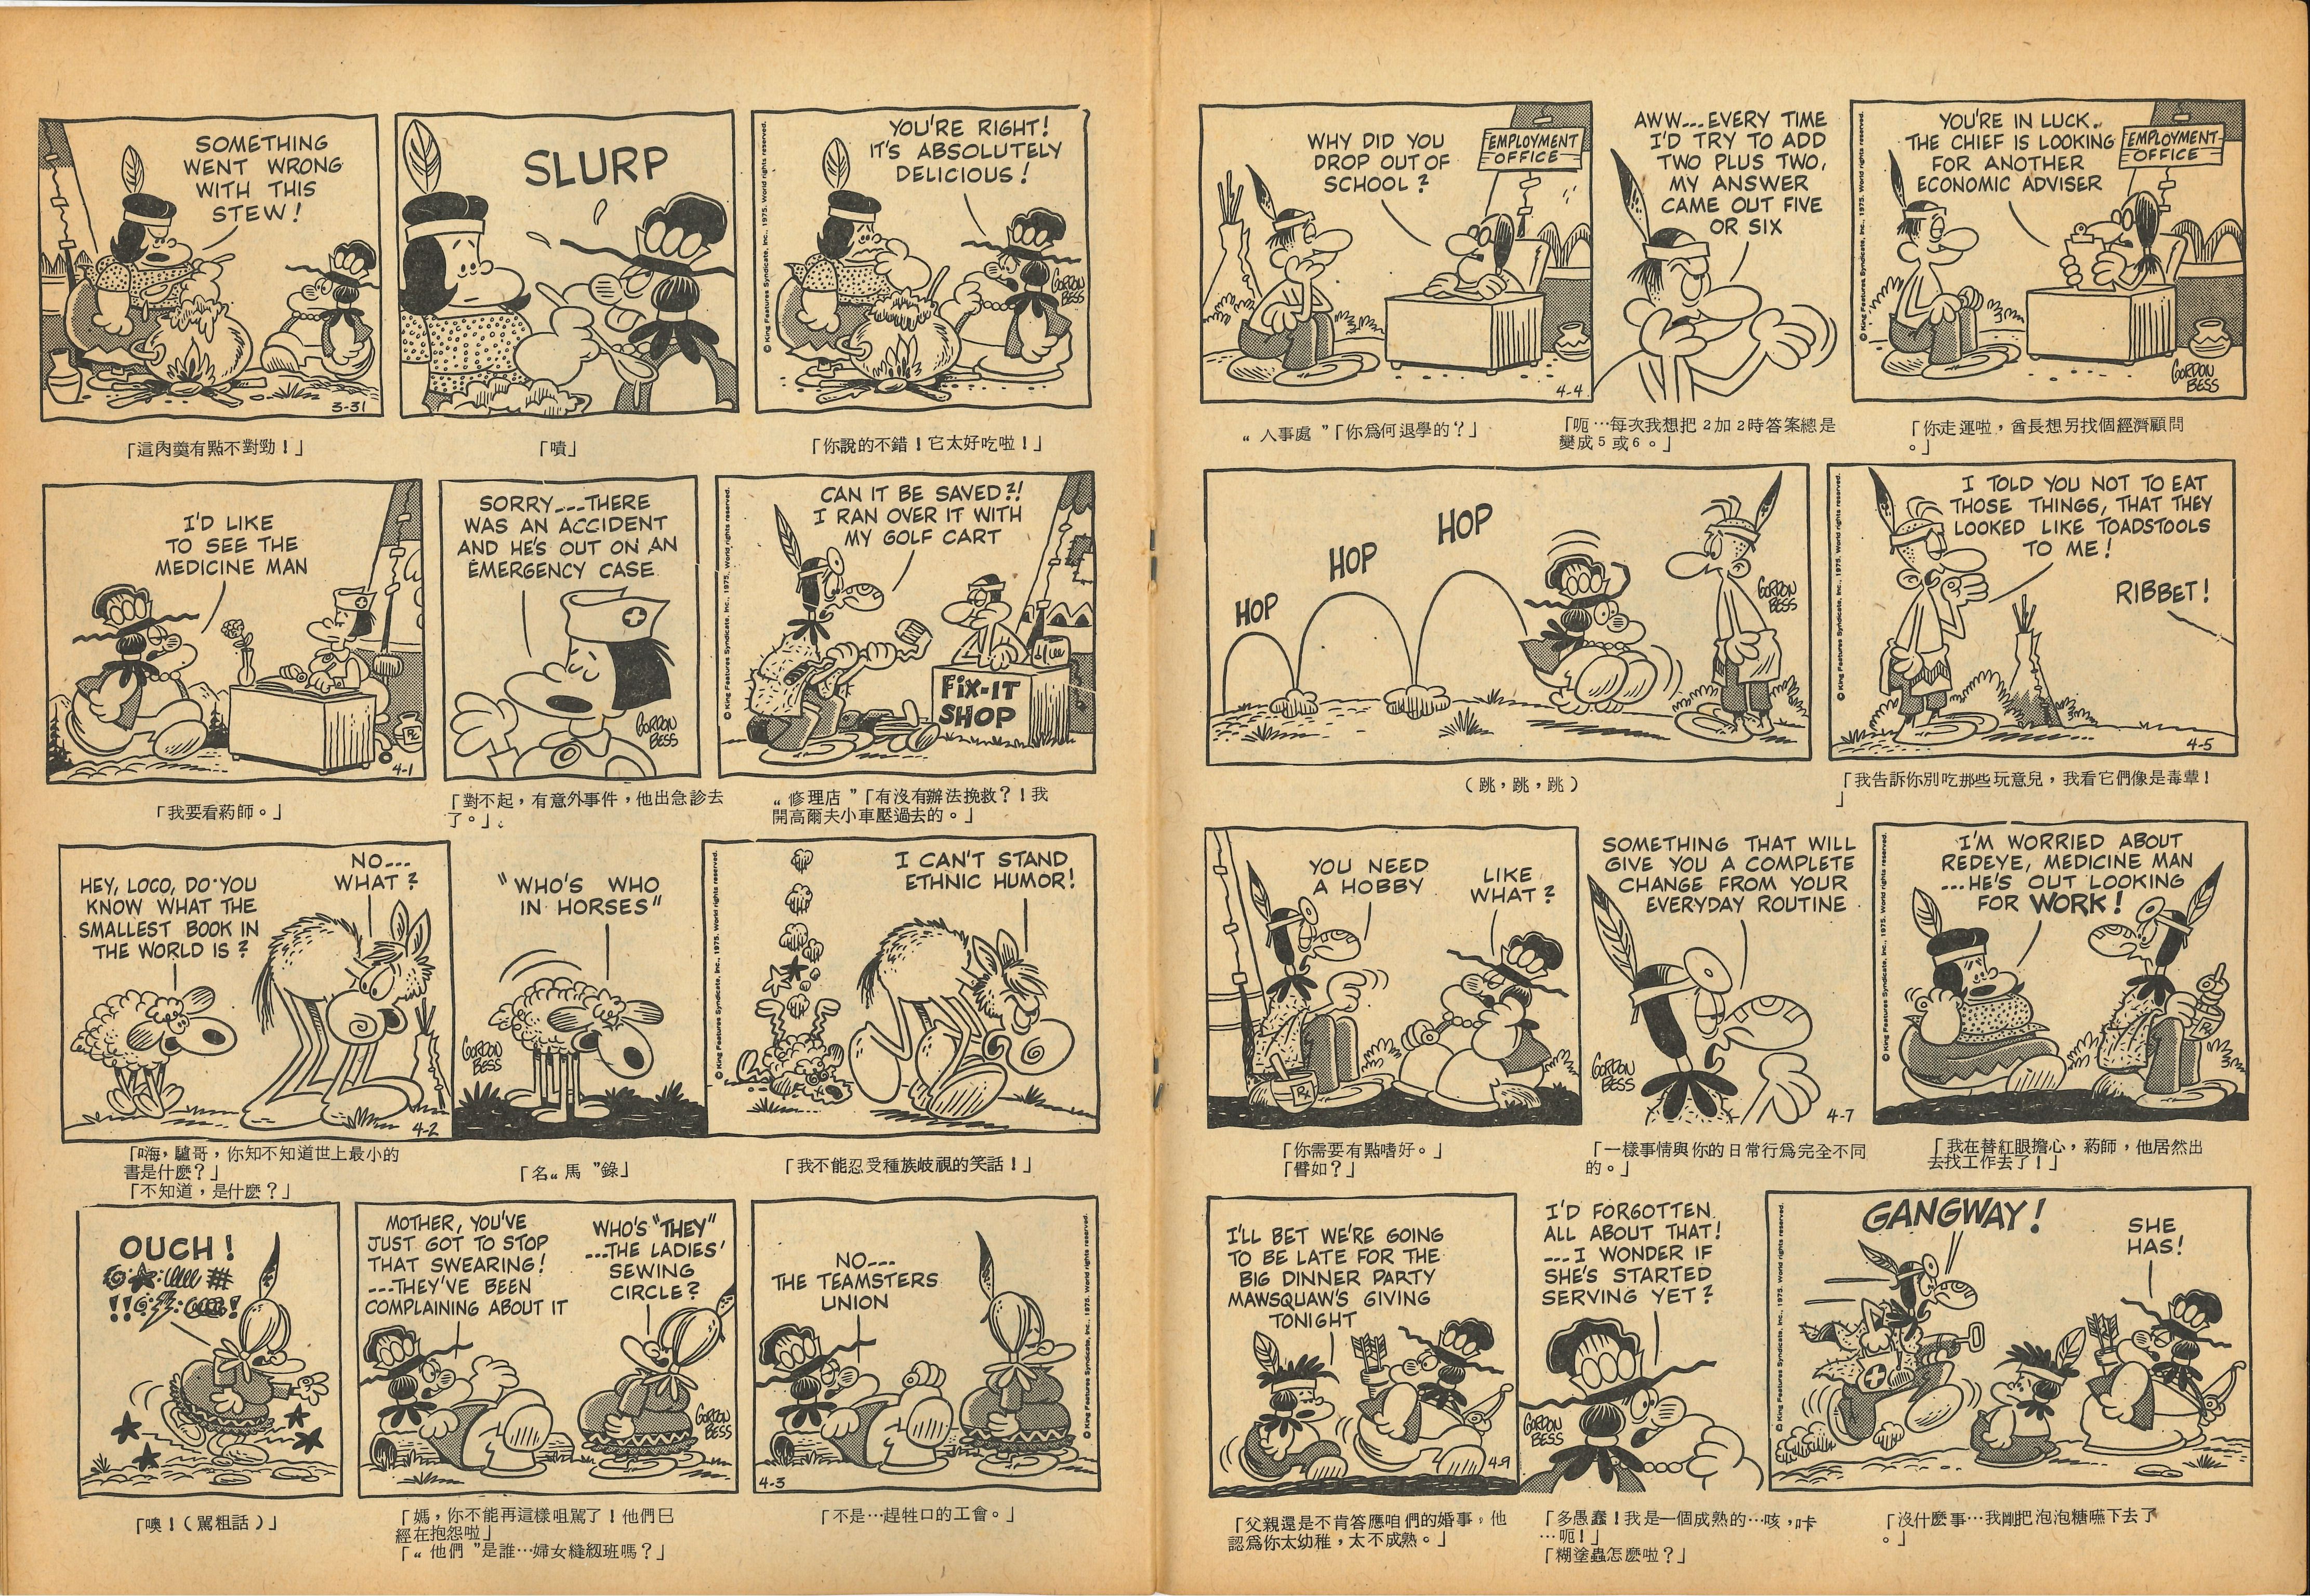 SOMETHING
WENT WRONG
WITH THIS
STEW!
3-31
SLURP
YOU'RE RIGHT!
IT'S ABSOLUTELY
DELICIOUS!
© King Features Syndicate, Inc., 1975. World rights reserved.
GORDON
BESS
「這肉羹有點不對勁！」
「嘖」
「你說的不錯！它太好吃啦！」
I'D LIKE
TO SEE THE
MEDICINE MAN
4-1
SORRY---THERE
WAS AN ACCIDENT
AND HE'S OUT ON AN
EMERGENCY CASE
GORDON
BESS
© King Features Syndicate, Inc., 1975. World rights reserved.
CAN IT BE SAVED?!
I RAN OVER IT WITH
MY GOLF CART
FIX-IT
SHOP
「我要看葯師。」
「對不起，有意外事件，他出急診去
了。」
“修理店”「有沒有辦法挽救？！我
開高爾夫小車壓過去的。」
HEY, LOCO, DO YOU
KNOW WHAT THE
SMALLEST BOOK IN
THE WORLD IS?
NO---
WHAT?
4-2
"WHO'S WHO
IN HORSES"
GORDON
BESS
© King Features Syndicate, Inc., 1975. World rights reserved.
I CAN'T STAND
ETHNIC HUMOR!
「嗨，驢哥，你知不知道世上最小的
書是什麽？」
「不知道，是什麽？」
「名“馬”錄」
「我不能忍受種族岐視的笑話！」
OUCH!
MOTHER, YOU'VE
JUST GOT TO STOP
THAT SWEARING!
----THEY'VE BEEN
COMPLAINING ABOUT IT
WHO'S "THEY"
---THE LADIES'
SEWING
CIRCLE?
GORDON
BESS
NO---
THE TEAMSTERS
UNION
4-3
© King Features Syndicate, Inc., 1975. World rights reserved.
「噢！（駡粗話）」
「媽，你不能再這樣咀駡了！他們巳
經在抱怨啦」
「“他們”是誰…婦女縫紉班嗎？」
「不是…趕牲口的工會。」
WHY DID YOU
DROP OUT OF
SCHOOL?
EMPLOYMENT
OFFICE
4-4
AWW---EVERY TIME
I'D TRY TO ADD
TWO PLUS TWO,
MY ANSWER
CAME OUT FIVE
OR SIX
© King Features Syndicate, Inc., 1975. World rights reserved.
YOU'RE IN LUCK.
THE CHIEF IS LOOKING
FOR ANOTHER
ECONOMIC ADVISER
EMPLOYMENT
OFFICE
GORDON
BESS
“人事處”「你爲何退學的？」
「呃…每次我想把2加2時答案總是
變成5或6。」
「你走運啦，酋長想另找個經濟顧問
。」
HOP
HOP
HOP
GORDON
BESS
© King Features Syndicate, Inc., 1975. World rights reserved.
I TOLD YOU NOT TO EAT
THOSE THINGS, THAT THEY
LOOKED LIKE TOADSTOOLS
TO ME!
RIBBET!
4-5
（跳，跳，跳）
「我告訴你別吃那些玩意兒，我看它們像是毒蕈！
」
YOU NEED
A HOBBY
LIKE
WHAT?
SOMETHING THAT WILL
GIVE YOU A COMPLETE
CHANGE FROM YOUR
EVERYDAY ROUTINE
GORDON
BESS
4-7
© King Features Syndicate, Inc., 1975. World rights reserved.
I'M WORRIED ABOUT
REDEYE, MEDICINE MAN
---HE'S OUT LOOKING
FOR WORK!
「你需要有點嗜好。」
「譬如？」
「一樣事情與你的日常行爲完全不同
的。」
「我在替紅眼擔心，葯師，他居然出
去找工作去了！」
I'LL BET WE'RE GOING
TO BE LATE FOR THE
BIG DINNER PARTY
MAWSQUAW'S GIVING
TONIGHT
4-9
I'D FORGOTTEN
ALL ABOUT THAT!
---I WONDER IF
SHE'S STARTED
SERVING YET?
GORDON
BESS
© King Features Syndicate, Inc., 1975. World rights reserved.
GANGWAY!
SHE
HAS!
「父親還是不肯答應咱們的婚事，他
認爲你太幼稚，太不成熟。」
「多愚蠢！我是一個成熟的…咳，咔
…呃！」
「糊塗蟲怎麽啦？」
「沒什麽事…我剛把泡泡糖嚥下去了
。」